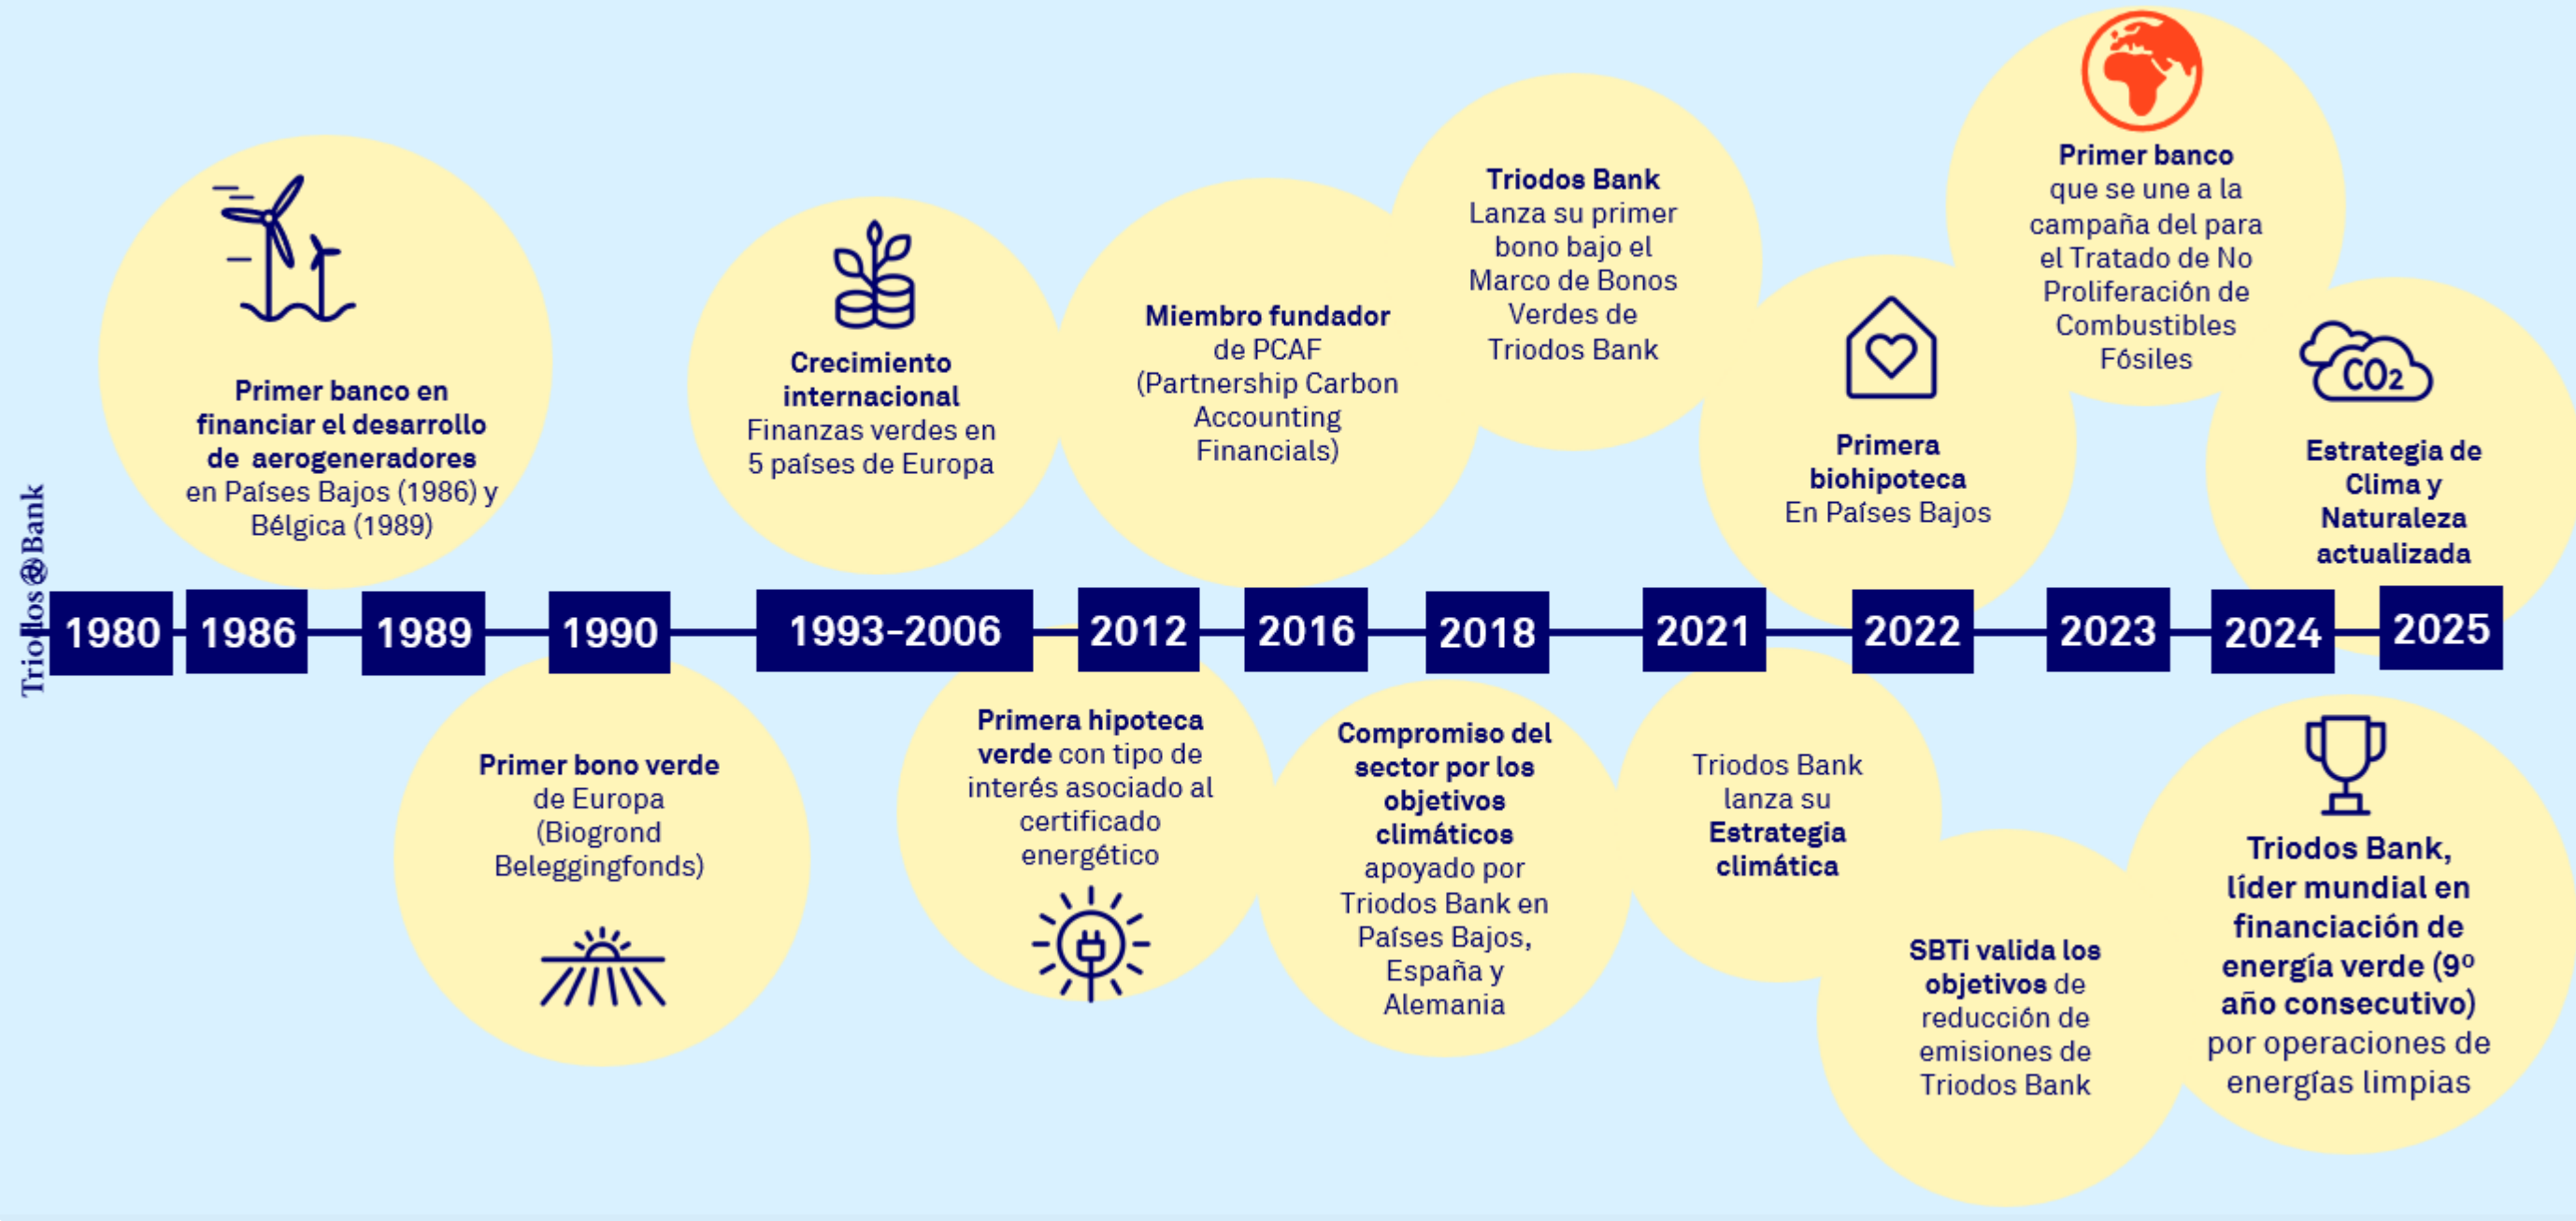 Primer banco en
financiar el desarrollo
de aerogeneradores
en Países Bajos (1986) y
Bélgica (1989)
Crecimiento
internacional
Finanzas verdes en
5 países de Europa
Miembro fundador
de PCAF
(Partnership Carbon
Accounting
Financials)
Triodos Bank
Lanza su primer
bono bajo el
Marco de Bonos
Verdes de
Triodos Bank
Primera
biohipoteca
En Países Bajos
Primer banco
que se une a la
campaña del para
el Tratado de No
Proliferación de
Combustibles
Fósiles
CO2
Estrategia de
Clima y
Naturaleza
actualizada
Triodos Bank
1980 1986 1989 1990 1993-2006 2012 2016 2018 2021 2022 2023 2024 2025
Primer bono verde
de Europa
(Biogrond
Beleggingfonds)
Primera hipoteca
verde con tipo de
interés asociado al
certificado
energético
Compromiso del
sector por los
objetivos
climáticos
apoyado por
Triodos Bank en
Países Bajos,
España y
Alemania
Triodos Bank
lanza su
Estrategia
climática
SBTi valida los
objetivos de
reducción de
emisiones de
Triodos Bank
Triodos Bank,
líder mundial en
financiación de
energía verde (9º
año consecutivo)
por operaciones de
energías limpias